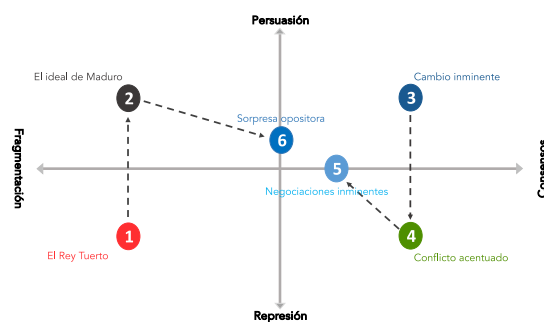 Persuasión
El ideal de Maduro
2
3
Cambio inminente
Sorpresa opositora
6
Fragmentación
5
Consensos
Negociaciones inminentes
1
4
El Rey Tuerto
Conflicto acentuado
Represión